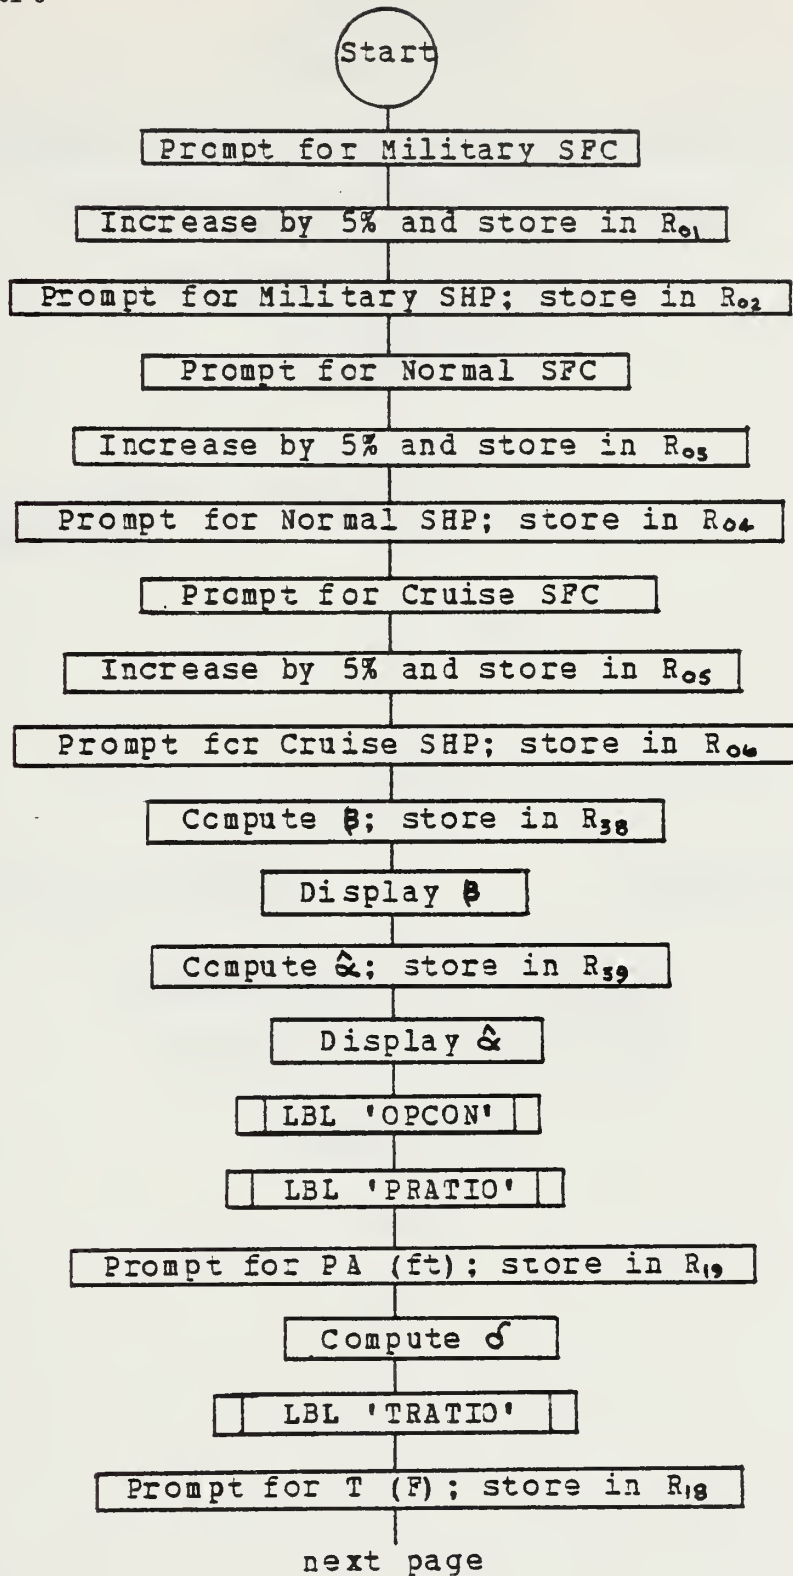 Start
Prompt for Military SFC
Increase by 5% and store in R₀₁
Prompt for Military SHP; store in R₀₂
Prompt for Normal SFC
Increase by 5% and store in R₀₃
Prompt for Normal SHP; store in R₀₄
Prompt for Cruise SFC
Increase by 5% and store in R₀₅
Prompt for Cruise SHP; store in R₀₆
Compute β; store in R₃₈
Display β
Compute α̂; store in R₃₉
Display α̂
LBL 'OPCON'
LBL 'PRATIO'
Prompt for PA (ft); store in R₁₉
Compute δ
LBL 'TRATIO'
Prompt for T (F); store in R₁₈
next page